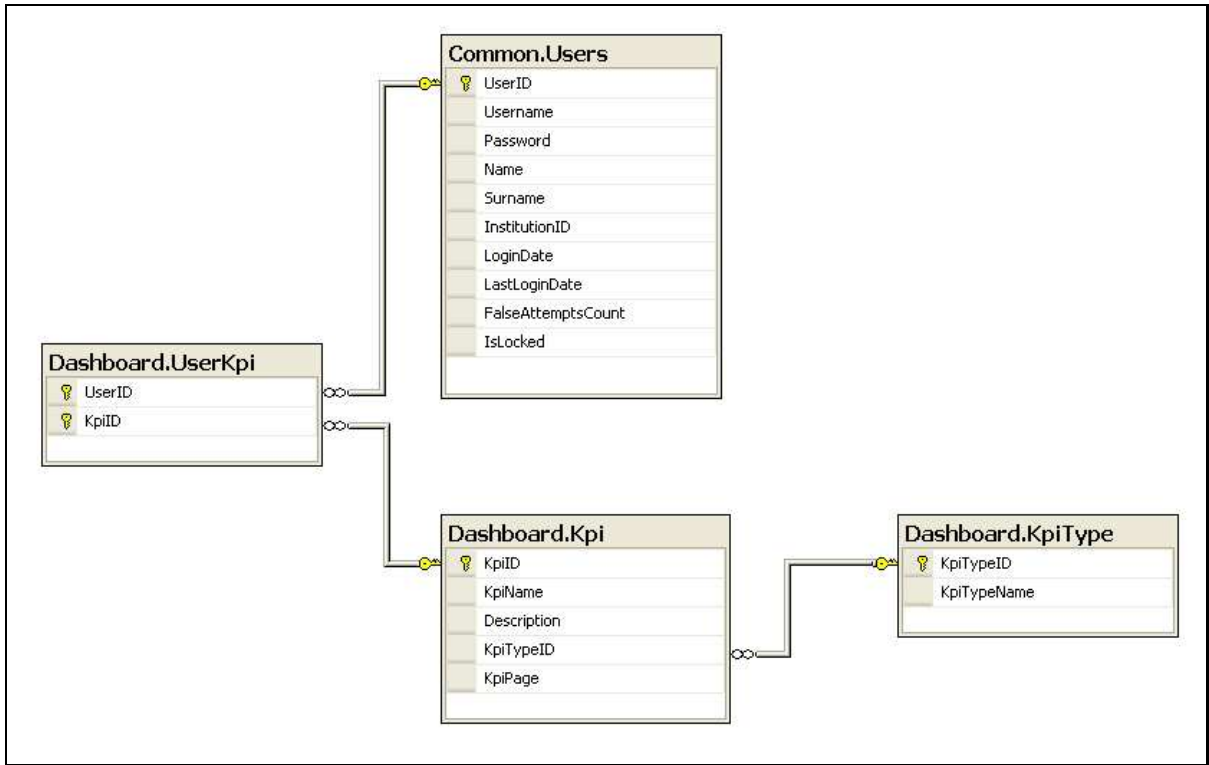 Common.Users
UserID
Username
Password
Name
Surname
InstitutionID
LoginDate
LastLoginDate
FalseAttemptsCount
IsLocked
Dashboard.UserKpi
UserID
KpiID
Dashboard.Kpi
KpiID
KpiName
Description
KpiTypeID
KpiPage
Dashboard.KpiType
KpiTypeID
KpiTypeName